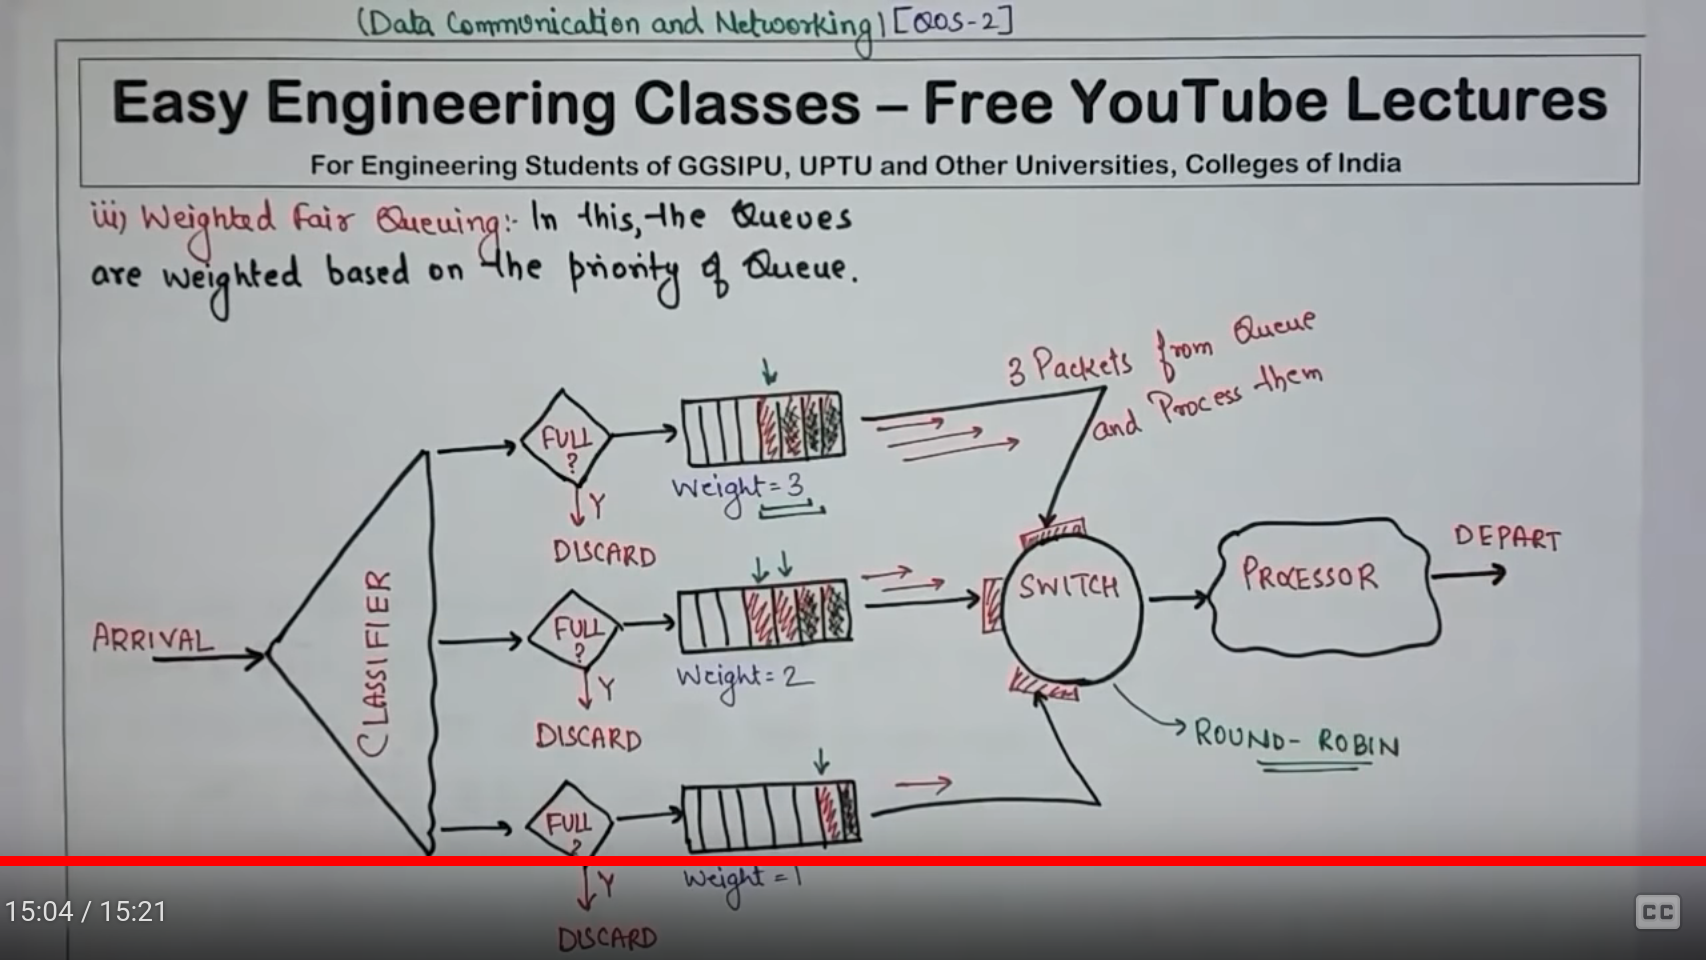 (Data Communication and Networking) [QOS-2]
Easy Engineering Classes – Free YouTube Lectures
For Engineering Students of GGSIPU, UPTU and Other Universities, Colleges of India
iii) Weighted Fair Queuing:- In this, the Queues
are weighted based on the priority of Queue.
3 Packets from Queue
and Process them
FULL
?
Weight = 3
Y
DISCARD
ARRIVAL
CLASSIFIER
FULL
?
Weight = 2
Y
DISCARD
SWITCH
PROCESSOR
DEPART
ROUND-ROBIN
FULL
?
Weight = 1
Y
DISCARD
15:04 / 15:21
CC